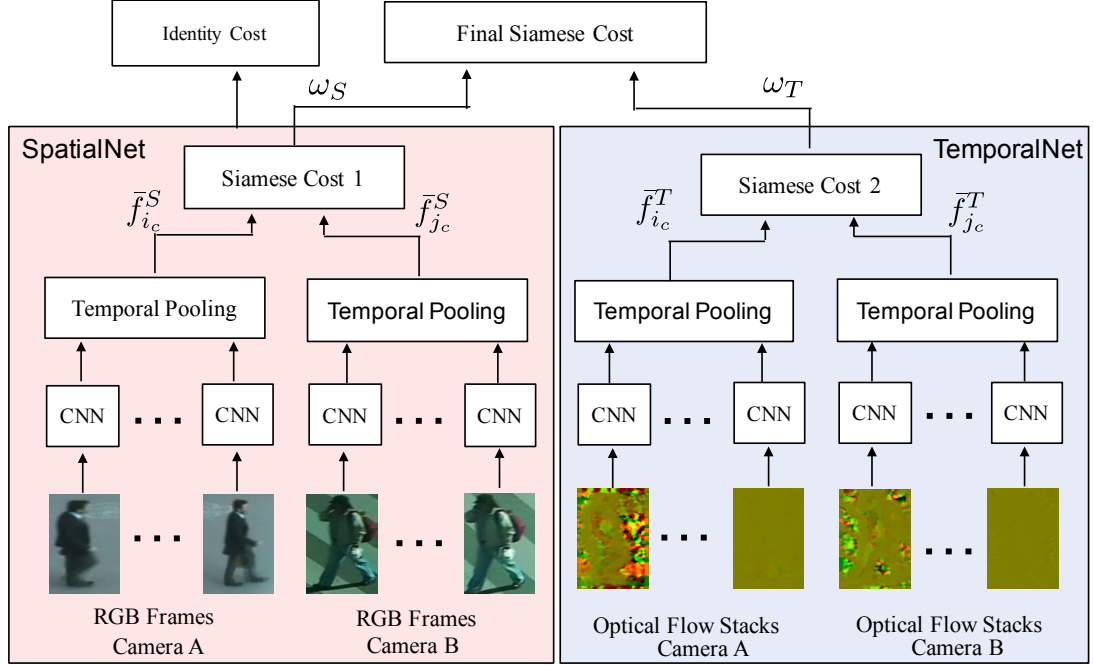 Identity Cost
Final Siamese Cost
ω_S
ω_T
SpatialNet
TemporalNet
Siamese Cost 1
Siamese Cost 2
f̄^S_{i_c}
f̄^S_{j_c}
f̄^T_{i_c}
f̄^T_{j_c}
Temporal Pooling
Temporal Pooling
Temporal Pooling
Temporal Pooling
CNN
...
CNN
CNN
...
CNN
CNN
...
CNN
CNN
...
CNN
...
...
...
...
RGB Frames
Camera A
RGB Frames
Camera B
Optical Flow Stacks
Camera A
Optical Flow Stacks
Camera B